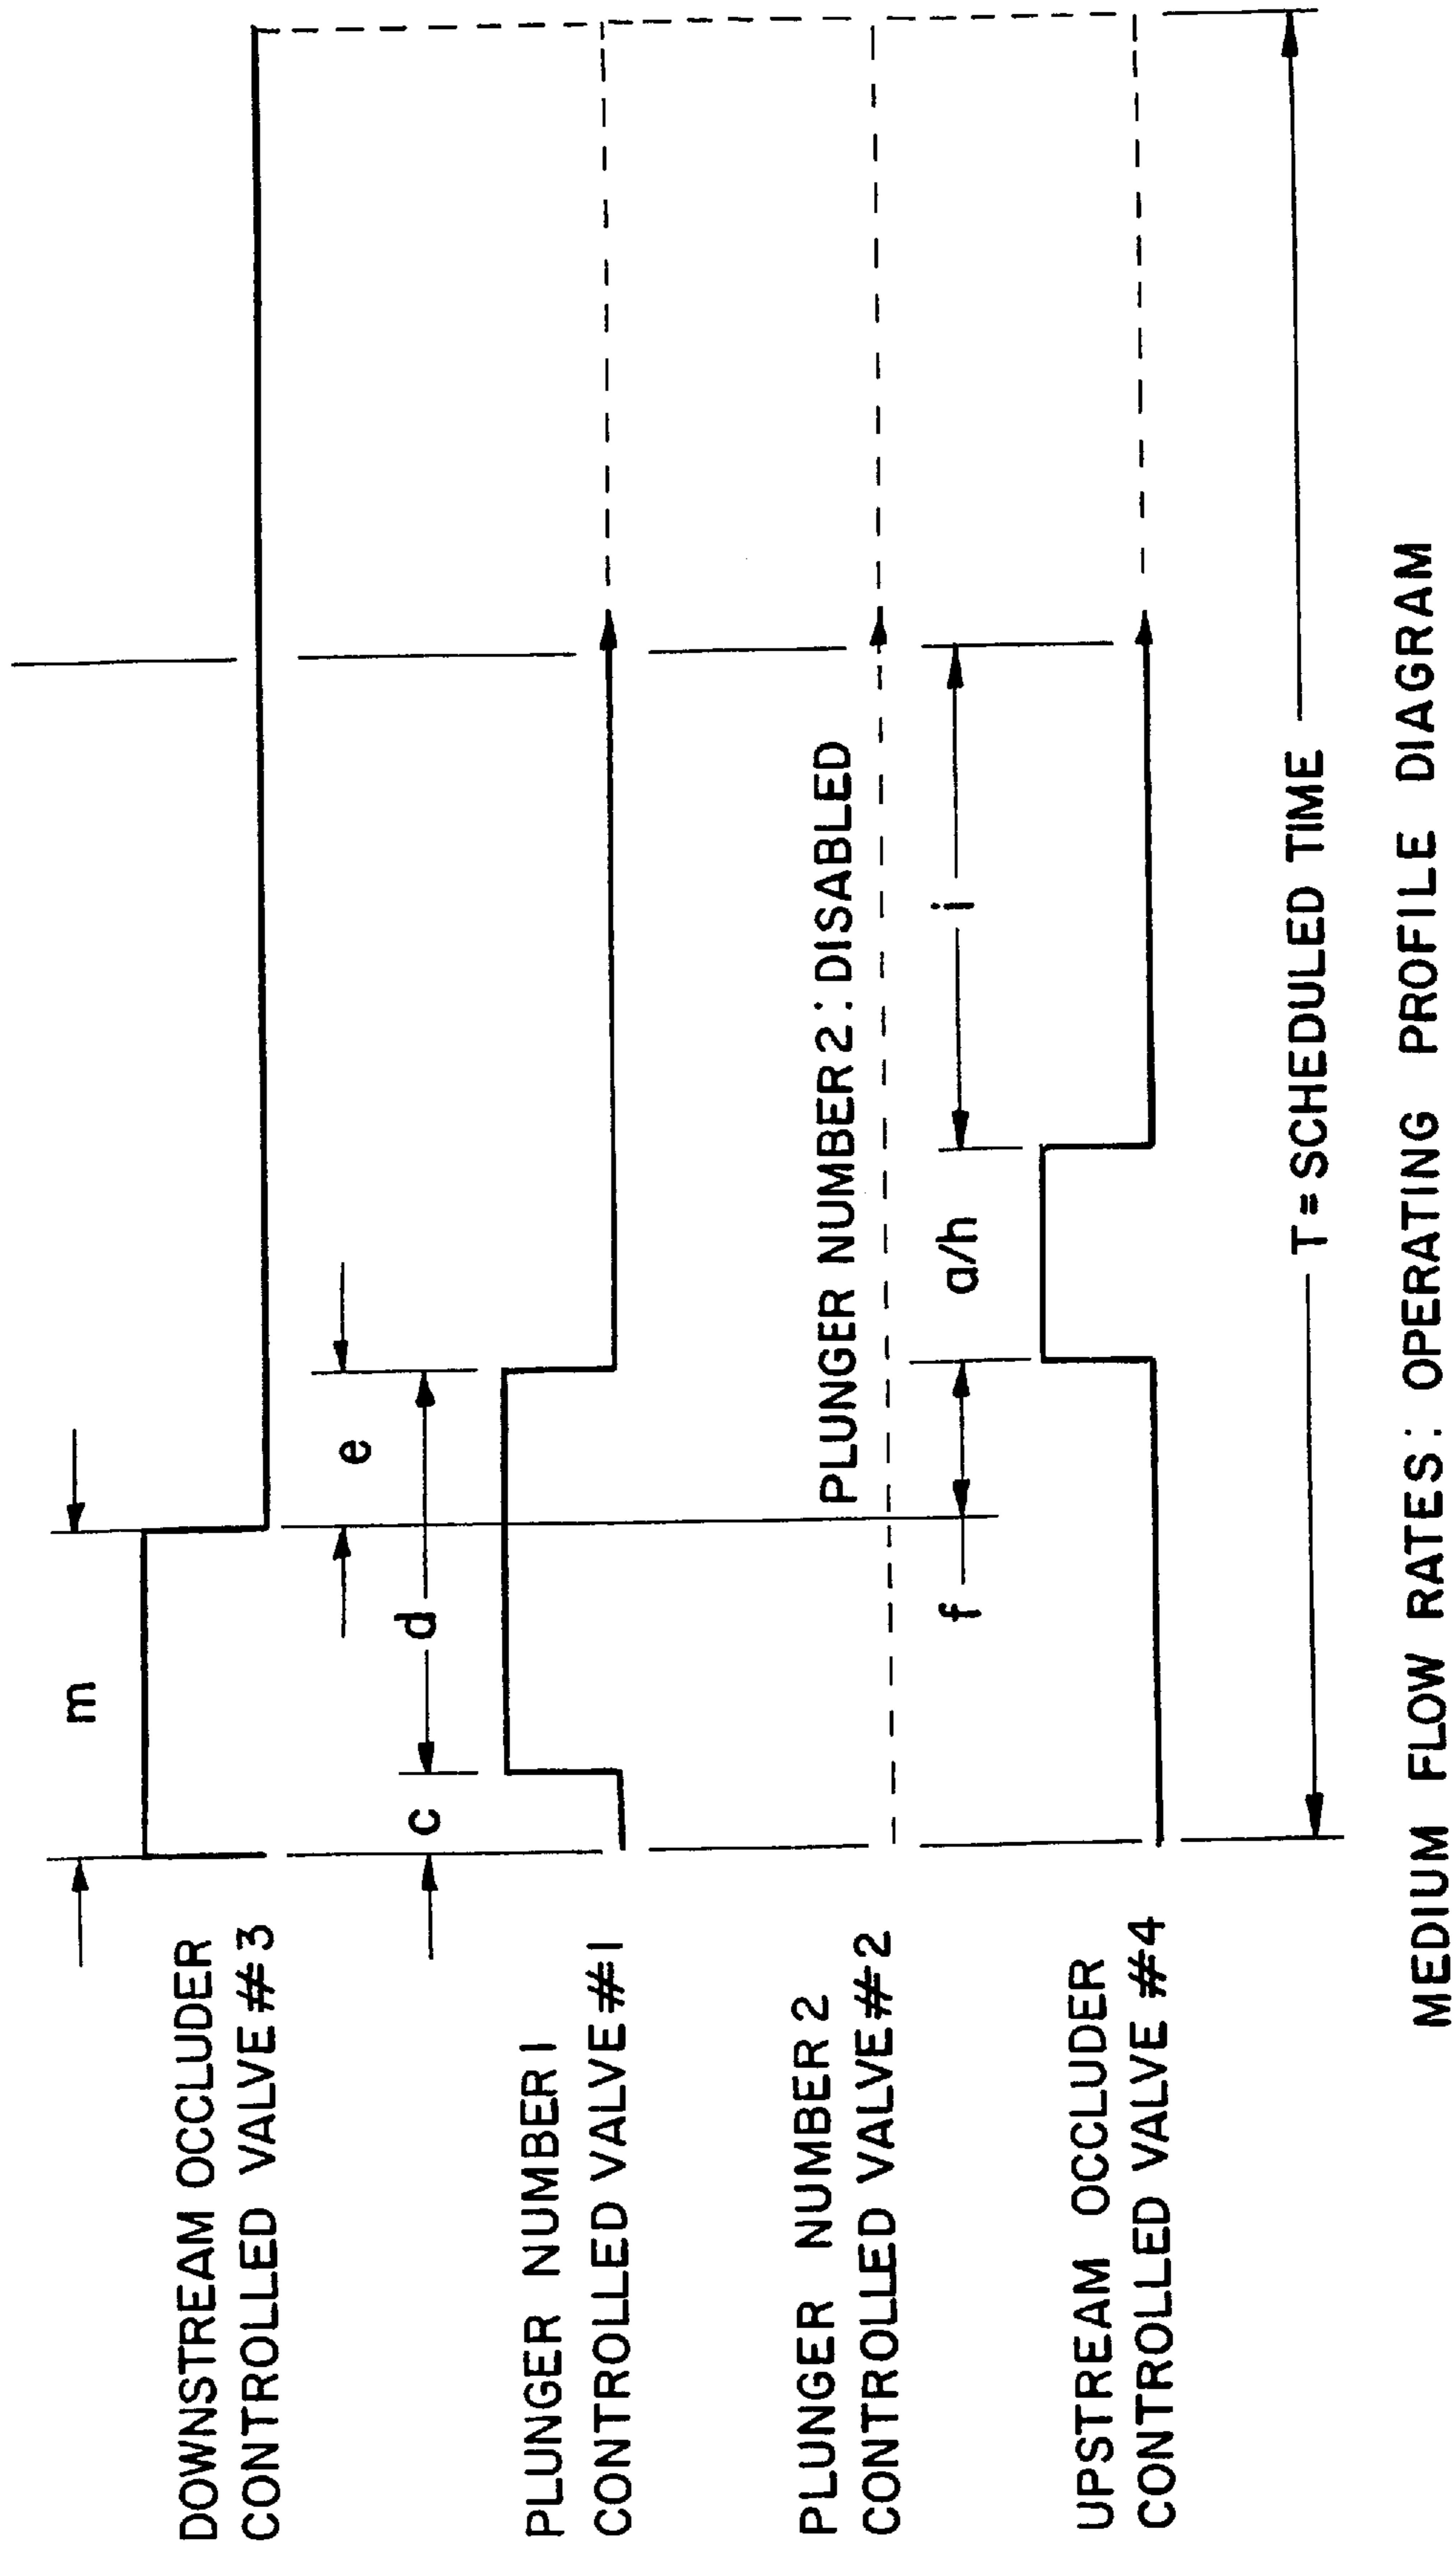 m
DOWNSTREAM OCCLUDER
CONTROLLED VALVE #3
e
c
d
PLUNGER NUMBER 1
CONTROLLED VALVE #1
PLUNGER NUMBER 2: DISABLED
PLUNGER NUMBER 2
CONTROLLED VALVE #2
f
a/h
i
UPSTREAM OCCLUDER
CONTROLLED VALVE #4
T = SCHEDULED TIME
MEDIUM FLOW RATES: OPERATING PROFILE DIAGRAM